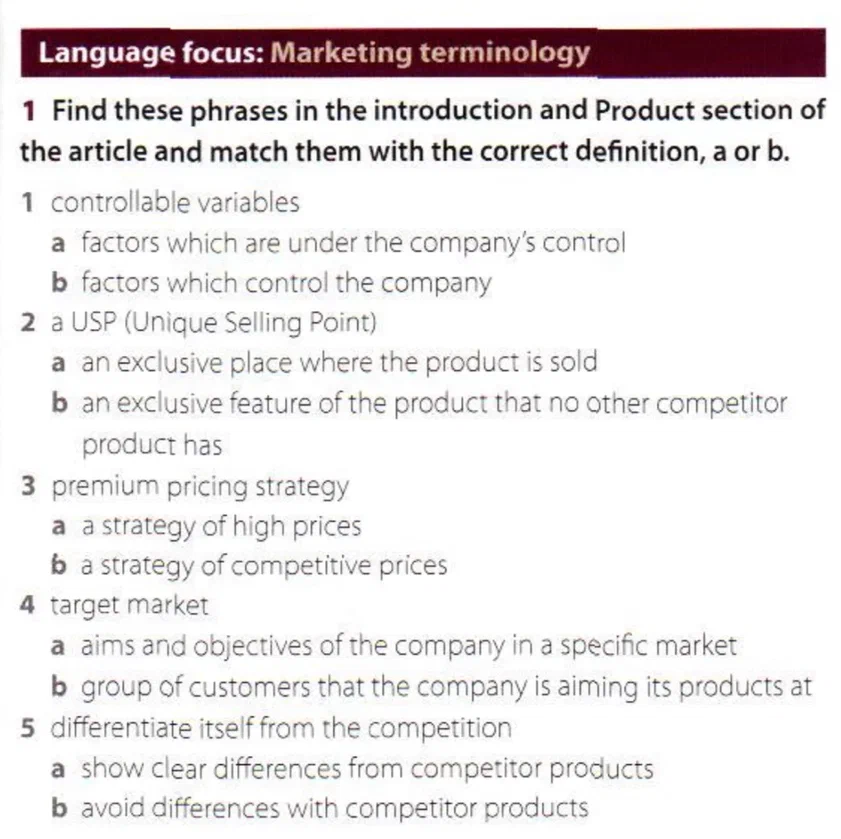 Language focus: Marketing terminology
1 Find these phrases in the introduction and Product section of
the article and match them with the correct definition, a or b.
1 controllable variables
a factors which are under the company's control
b factors which control the company
2 a USP (Unique Selling Point)
a an exclusive place where the product is sold
b an exclusive feature of the product that no other competitor
product has
3 premium pricing strategy
a a strategy of high prices
b a strategy of competitive prices
4 target market
a aims and objectives of the company in a specific market
b group of customers that the company is aiming its products at
5 differentiate itself from the competition
a show clear differences from competitor products
b avoid differences with competitor products